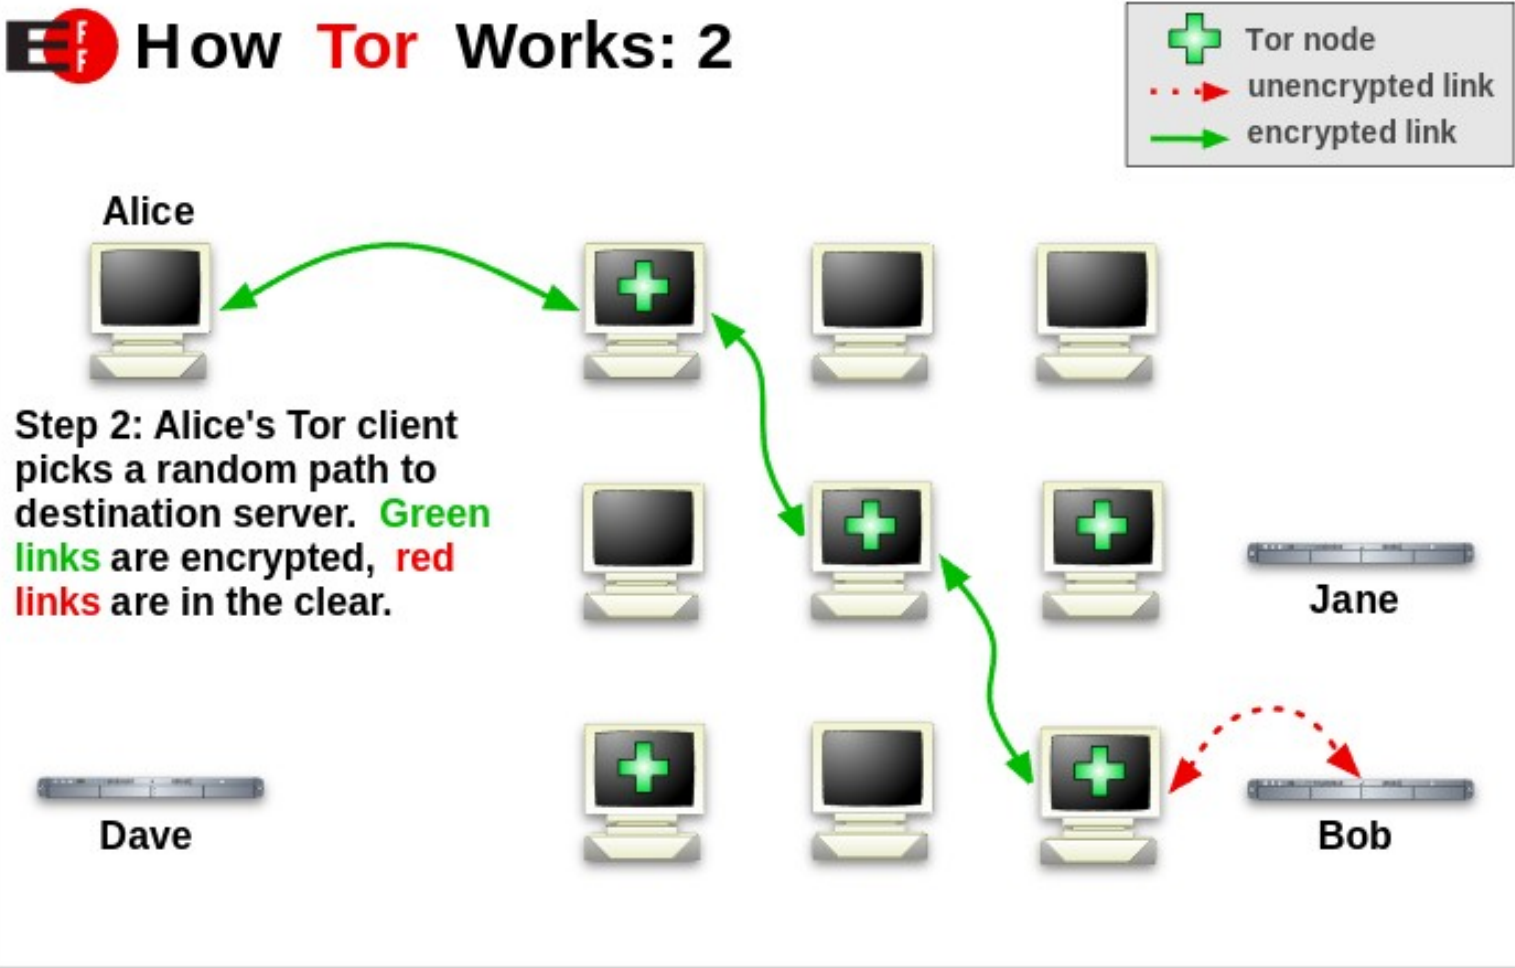 EFF How Tor Works: 2
Tor node
unencrypted link
encrypted link
Alice
Step 2: Alice's Tor client
picks a random path to
destination server. Green
links are encrypted, red
links are in the clear.
Jane
Dave
Bob